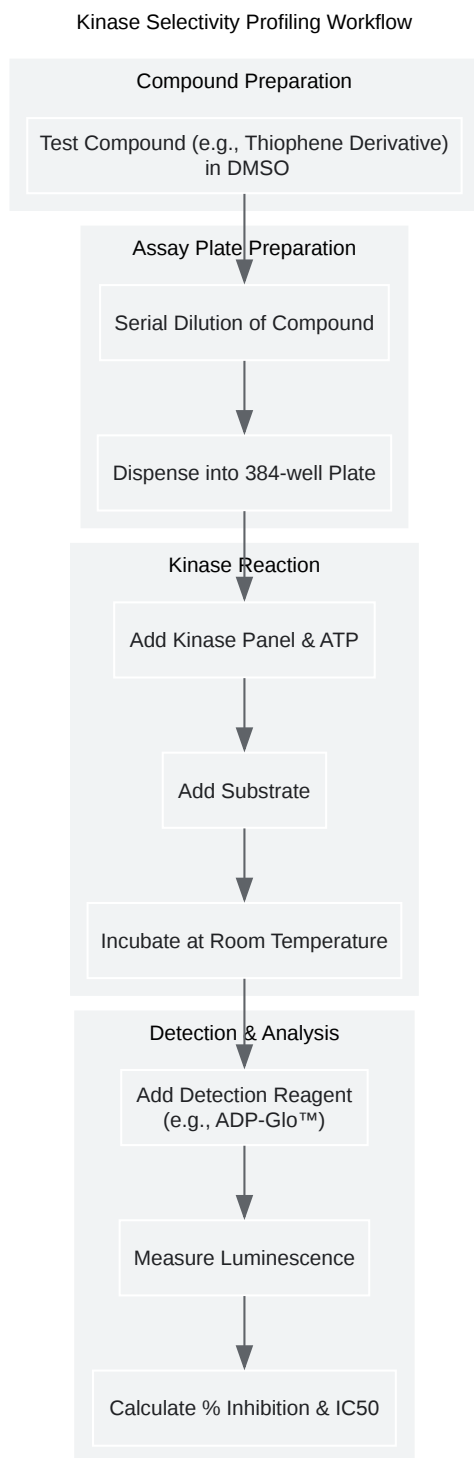 Kinase Selectivity Profiling Workflow
Compound Preparation
Test Compound (e.g., Thiophene Derivative)
in DMSO
Assay Plate Preparation
Serial Dilution of Compound
Dispense into 384-well Plate
Kinase Reaction
Add Kinase Panel & ATP
Add Substrate
Incubate at Room Temperature
Detection & Analysis
Add Detection Reagent
(e.g., ADP-Glo™)
Measure Luminescence
Calculate % Inhibition & IC50